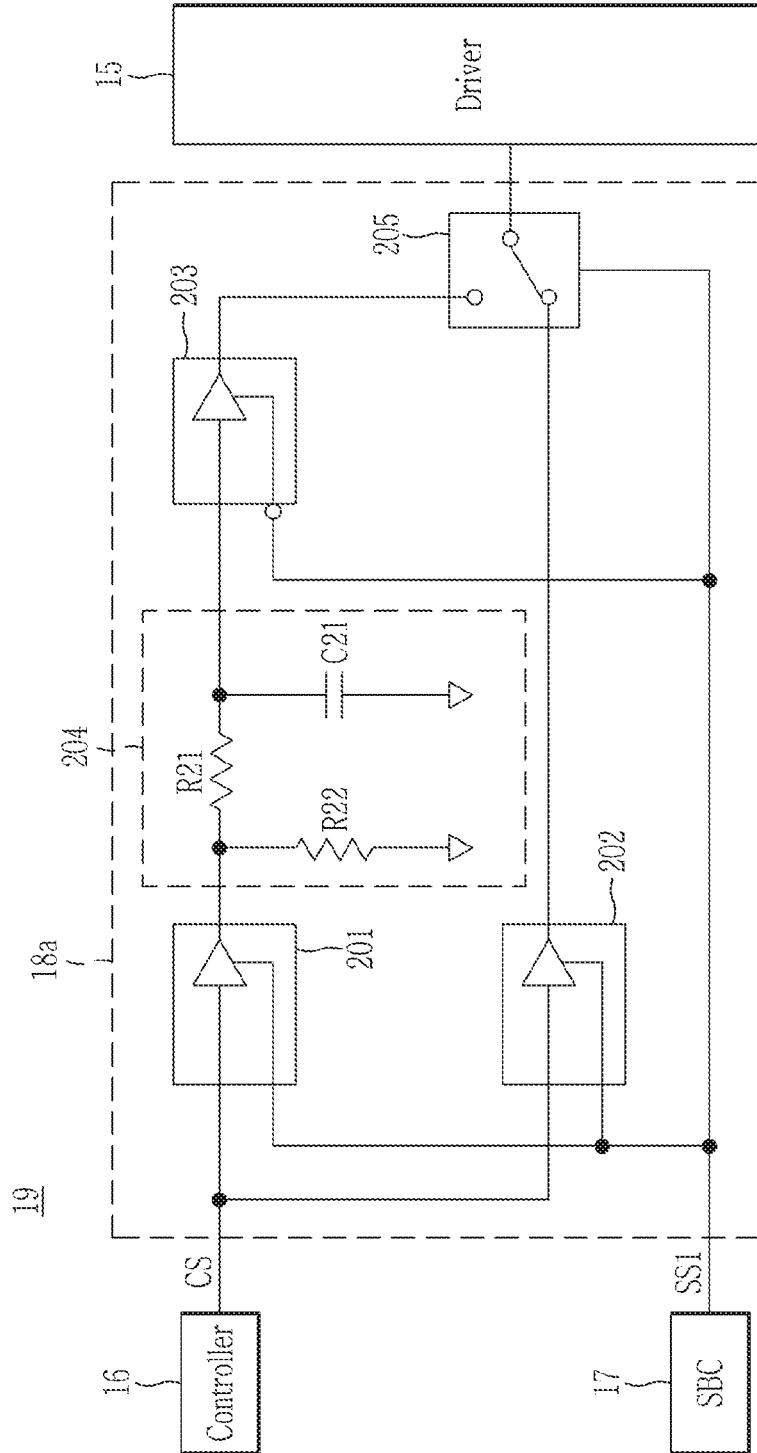 19
18a
16
Controller
CS
201
204
R21
R22
C21
203
205
15
Driver
202
17
SBC
SS1